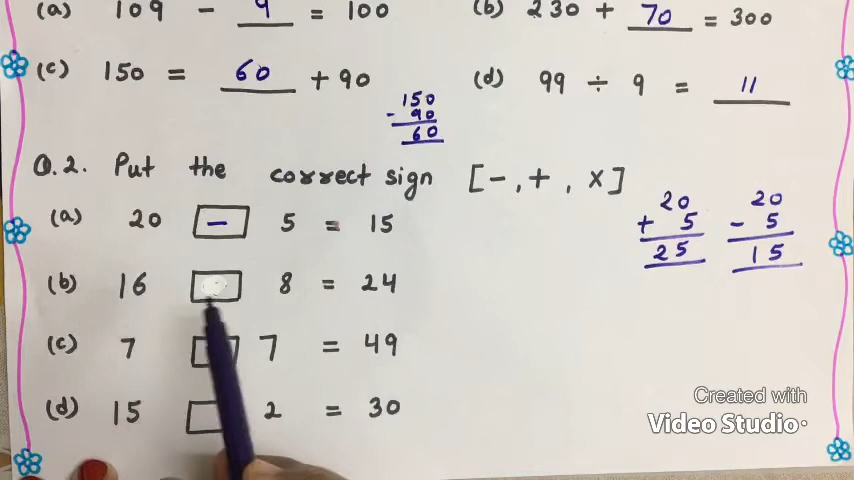 (a) 109 - 9 = 100 (b) 230 + 70 = 300
(c) 150 = 60 + 90 (d) 99 ÷ 9 = 11
150
- 90
60
Q.2. Put the correct sign [-, +, ×]
(a) 20 - 5 = 15
(b) 16 8 = 24
(c) 7 7 = 49
(d) 15 2 = 30
20
+ 5
25
20
- 5
15
Created with
Video Studio